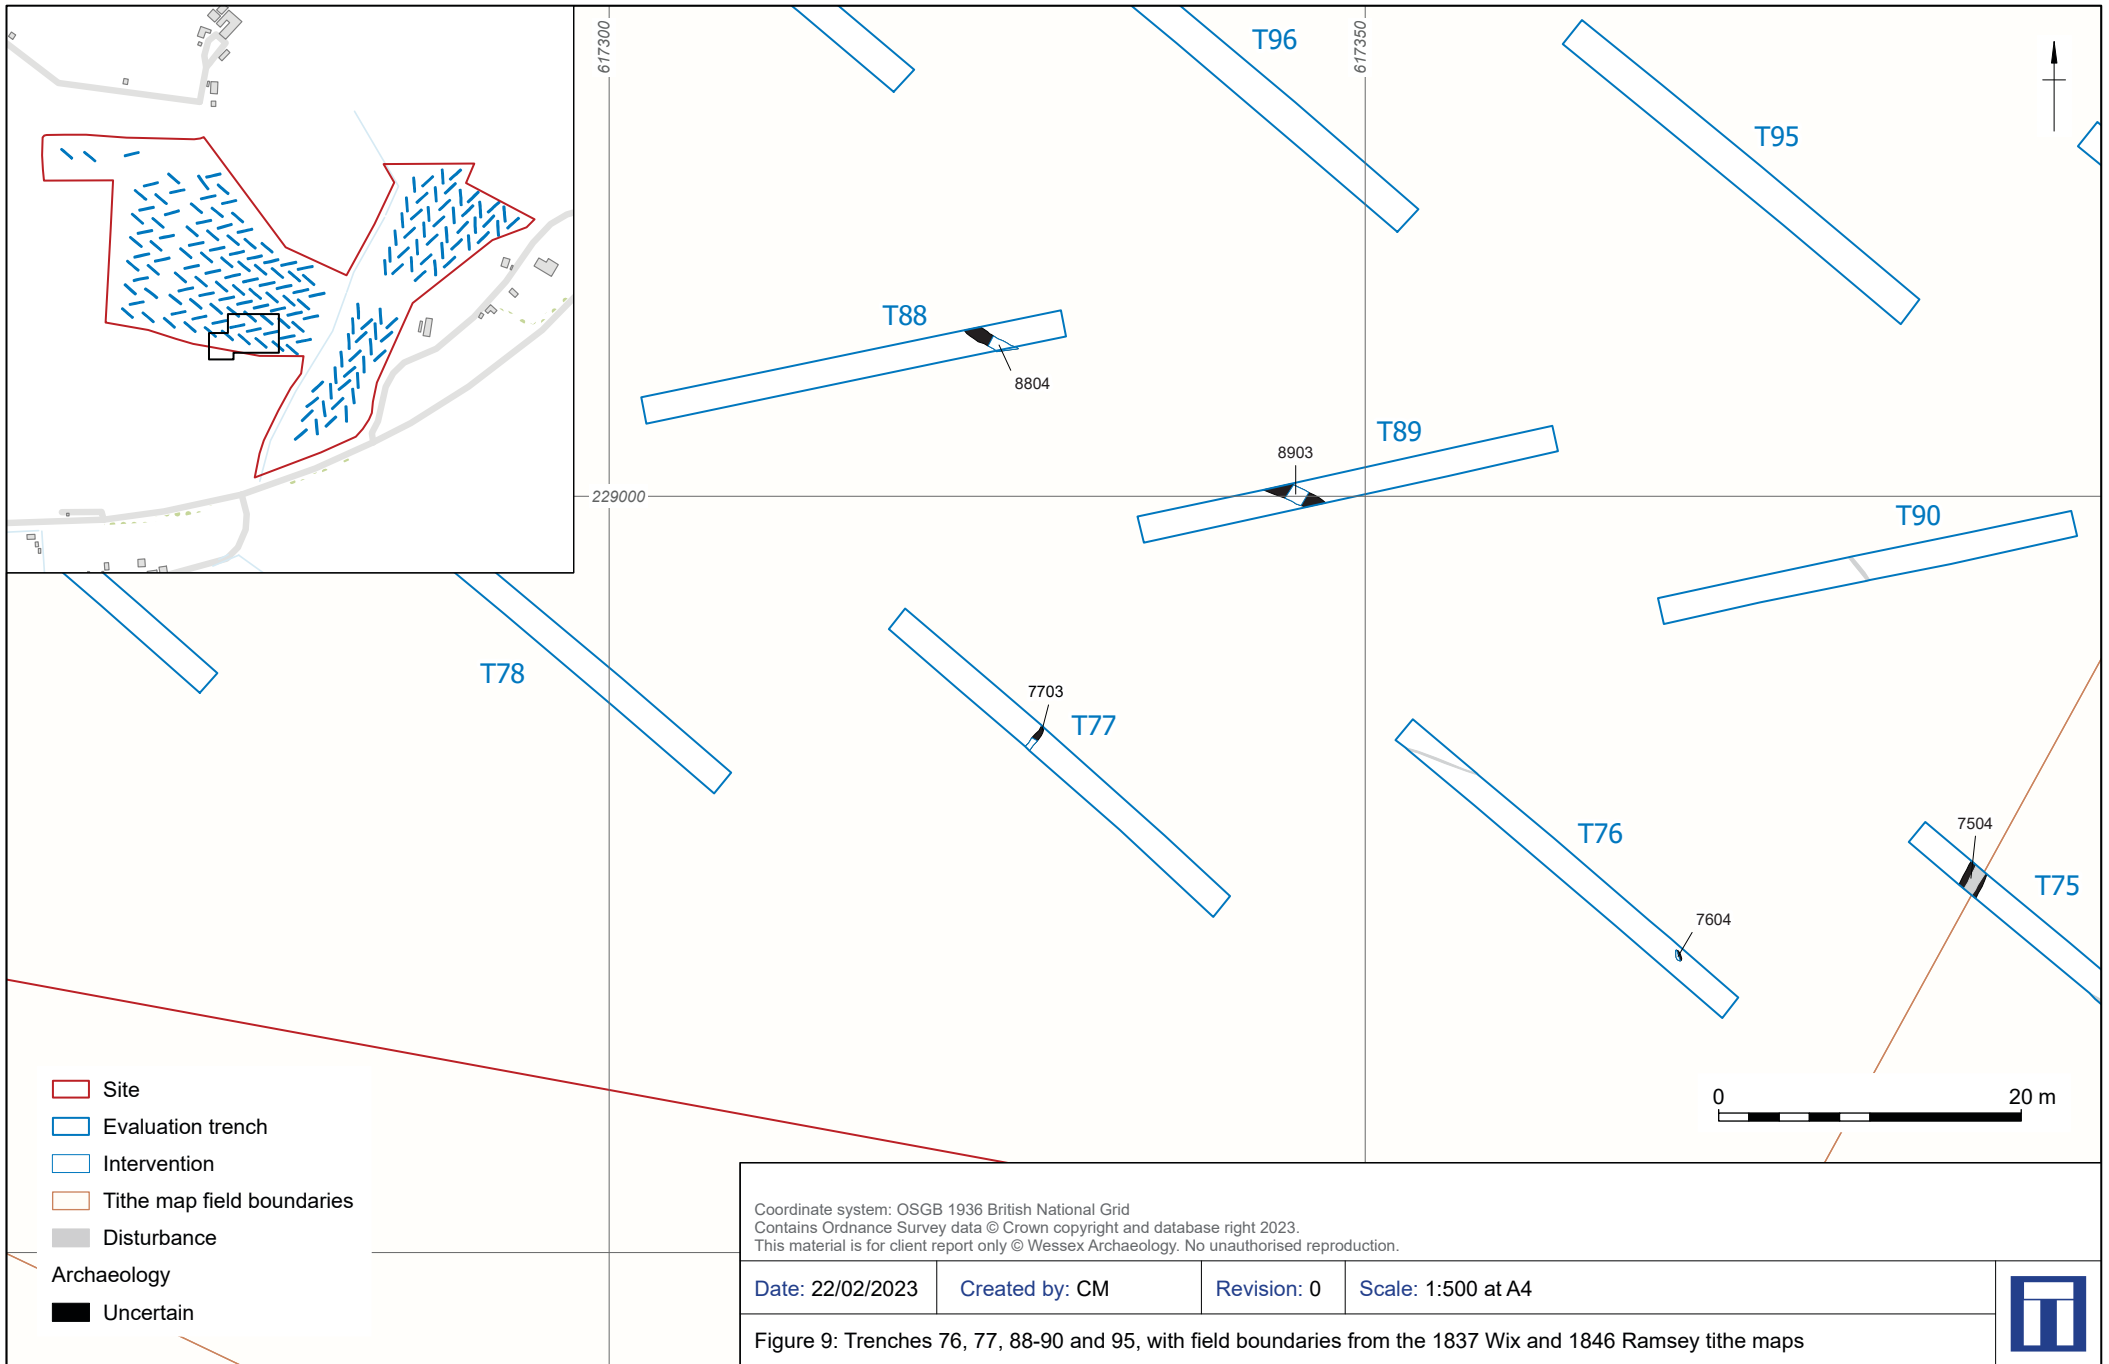 617300
617350
T96
T95
T88
8804
T89
8903
229000
T90
T78
7703
T77
T76
7504
T75
7604
0 20 m
Site
Evaluation trench
Intervention
Tithe map field boundaries
Disturbance
Archaeology
Uncertain
Coordinate system: OSGB 1936 British National Grid
Contains Ordnance Survey data © Crown copyright and database right 2023.
This material is for client report only © Wessex Archaeology. No unauthorised reproduction.
Date: 22/02/2023 Created by: CM Revision: 0 Scale: 1:500 at A4
Figure 9: Trenches 76, 77, 88-90 and 95, with field boundaries from the 1837 Wix and 1846 Ramsey tithe maps